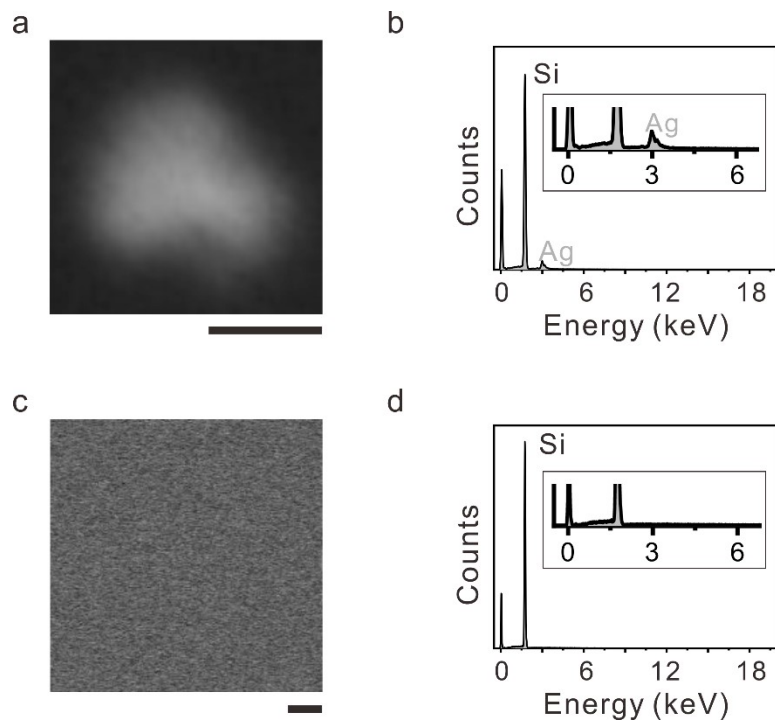 a
b
Si
Ag
0 3 6
Ag
Counts
0 6 12 18
Energy (keV)
c
d
Si
0 3 6
Counts
0 6 12 18
Energy (keV)